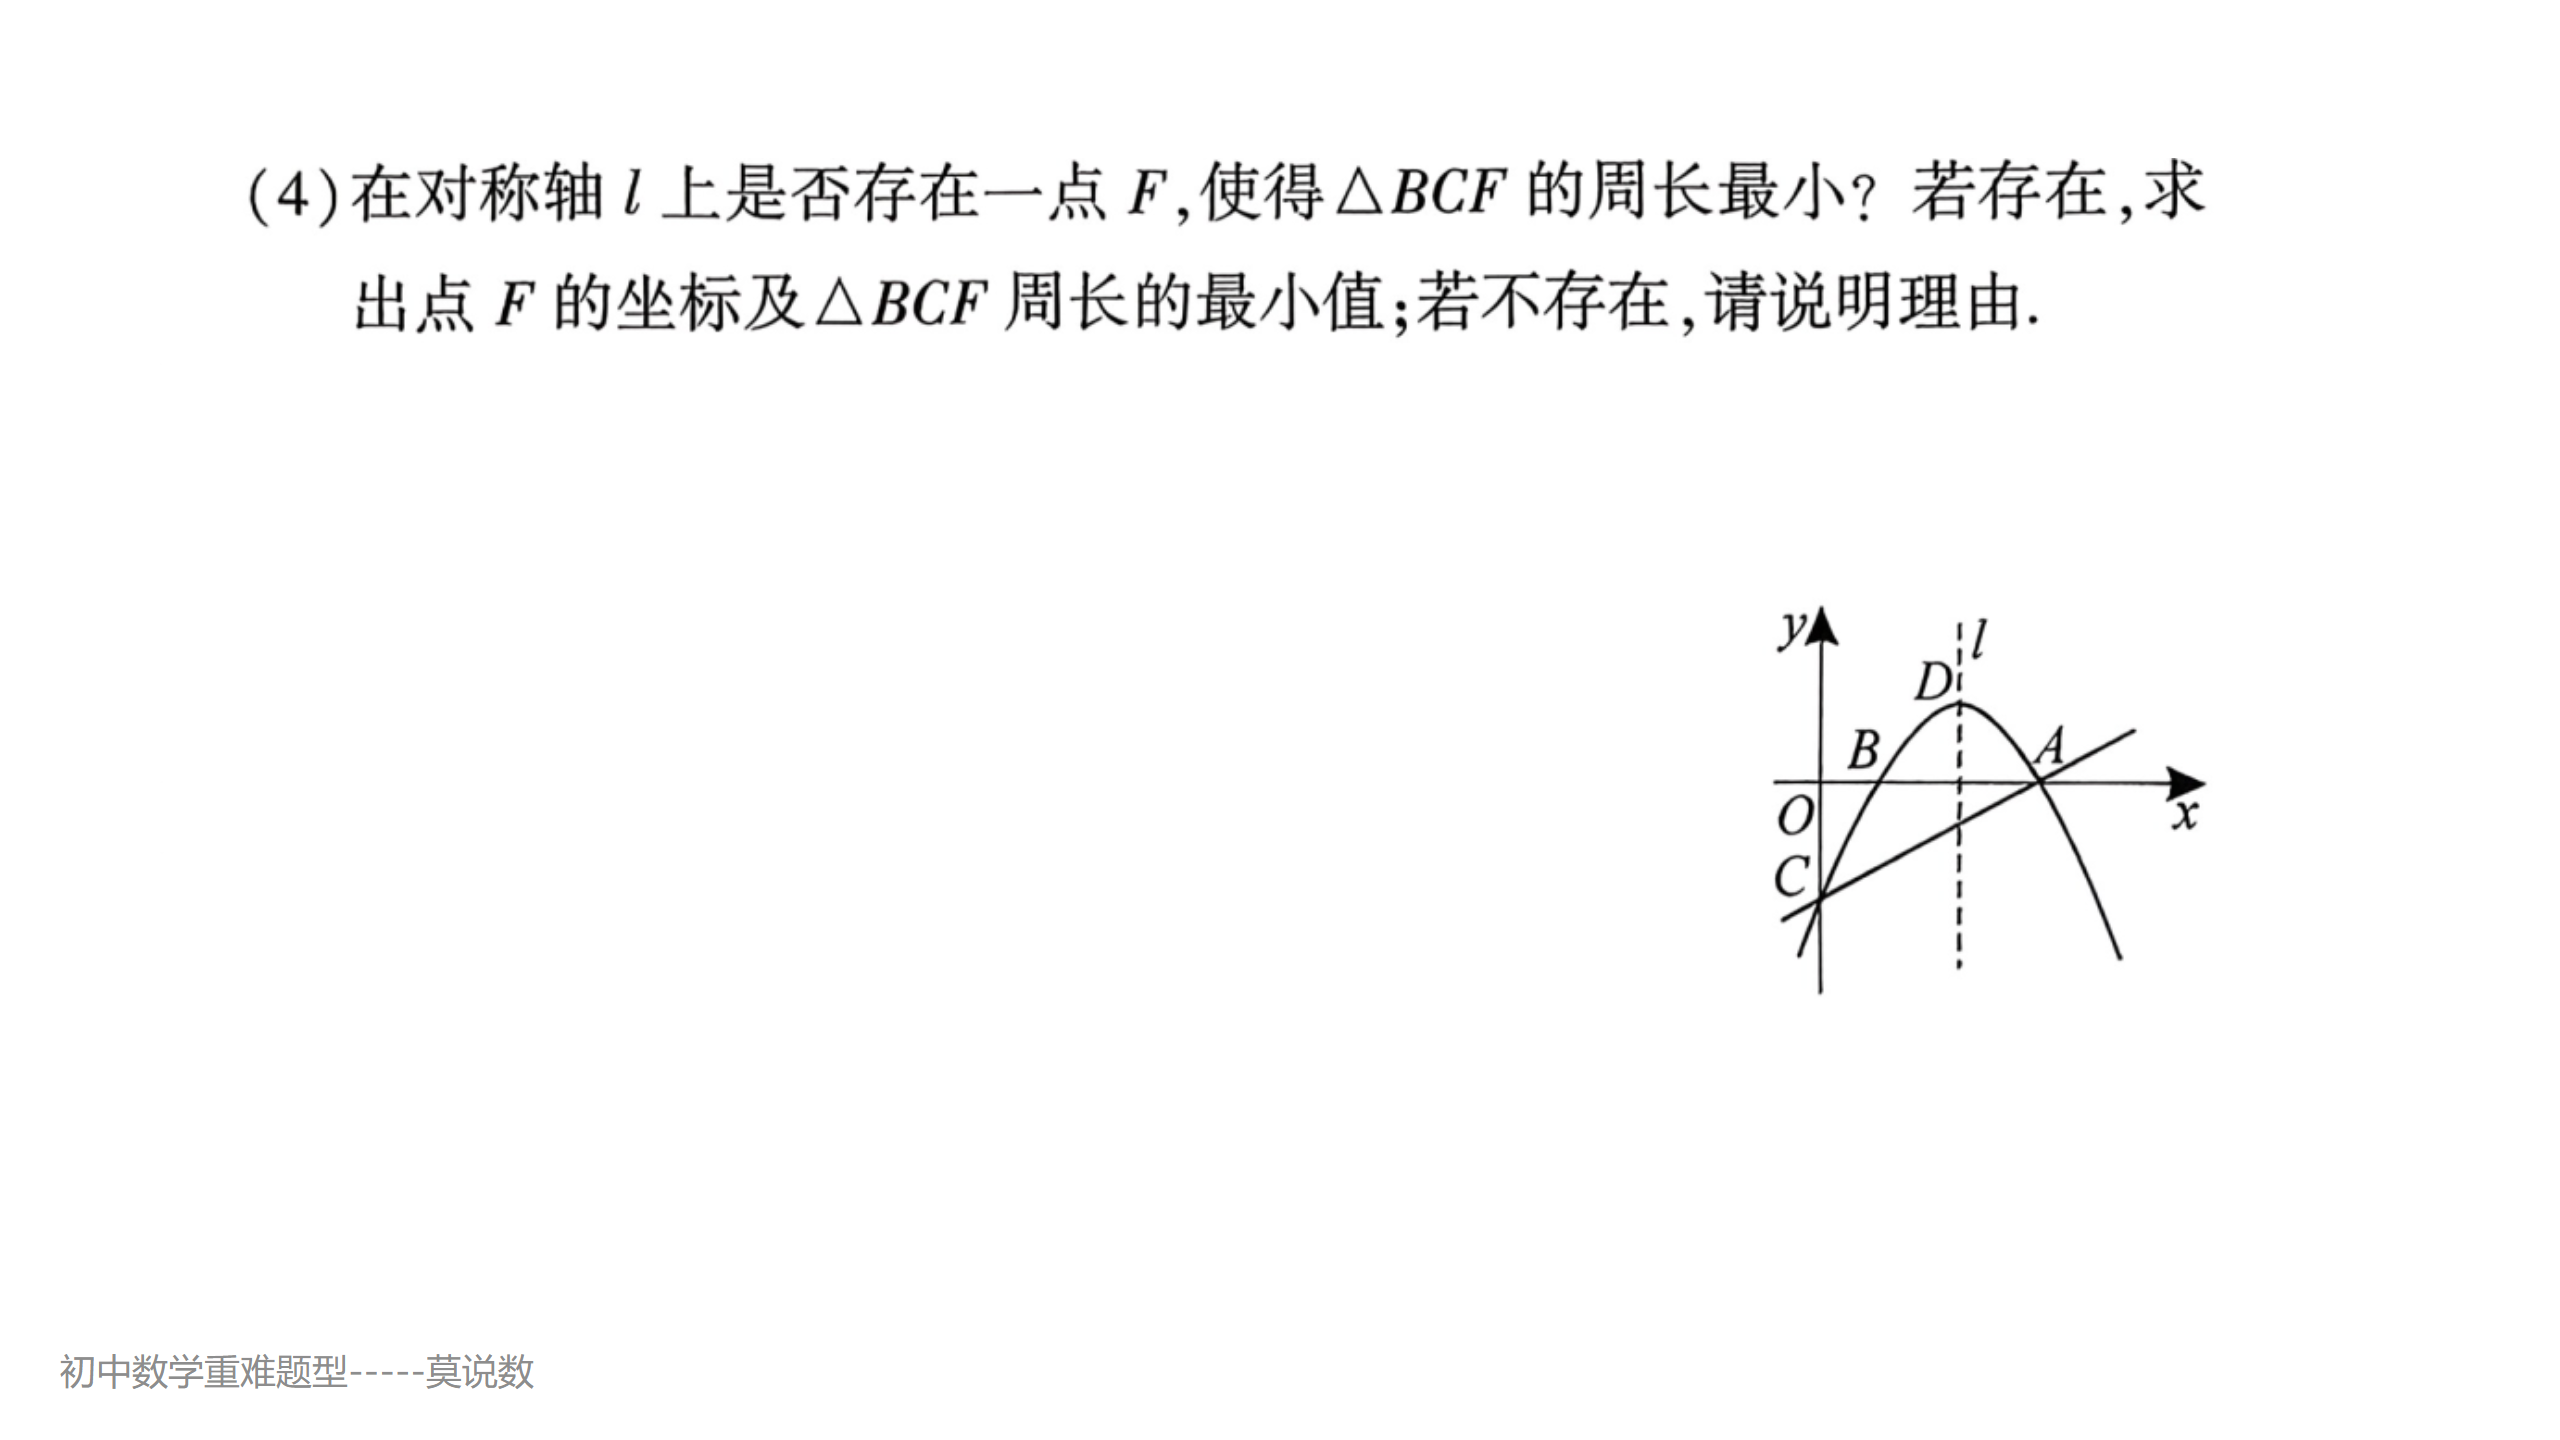 (4)在对称轴 l 上是否存在一点 F,使得△BCF 的周长最小? 若存在,求
出点 F 的坐标及△BCF 周长的最小值;若不存在,请说明理由.
y
l
D
B
A
O
x
C
初中数学重难题型-----莫说数